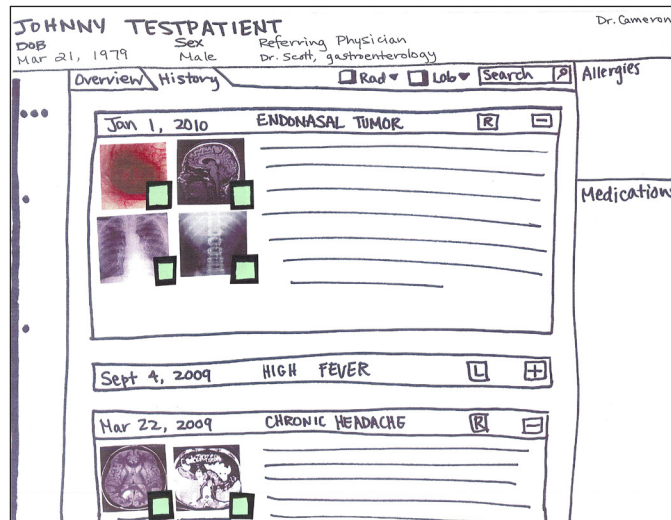 JOHNNY TESTPATIENT
Dr. Cameron
DOB Sex Referring Physician
Mar 21, 1979 Male Dr. Scott, gastroenterology
Overview History Rad Lab Search
Allergies
Jan 1, 2010 ENDONASAL TUMOR R
Medications
Sept 4, 2009 HIGH FEVER L
Mar 22, 2009 CHRONIC HEADACHE R